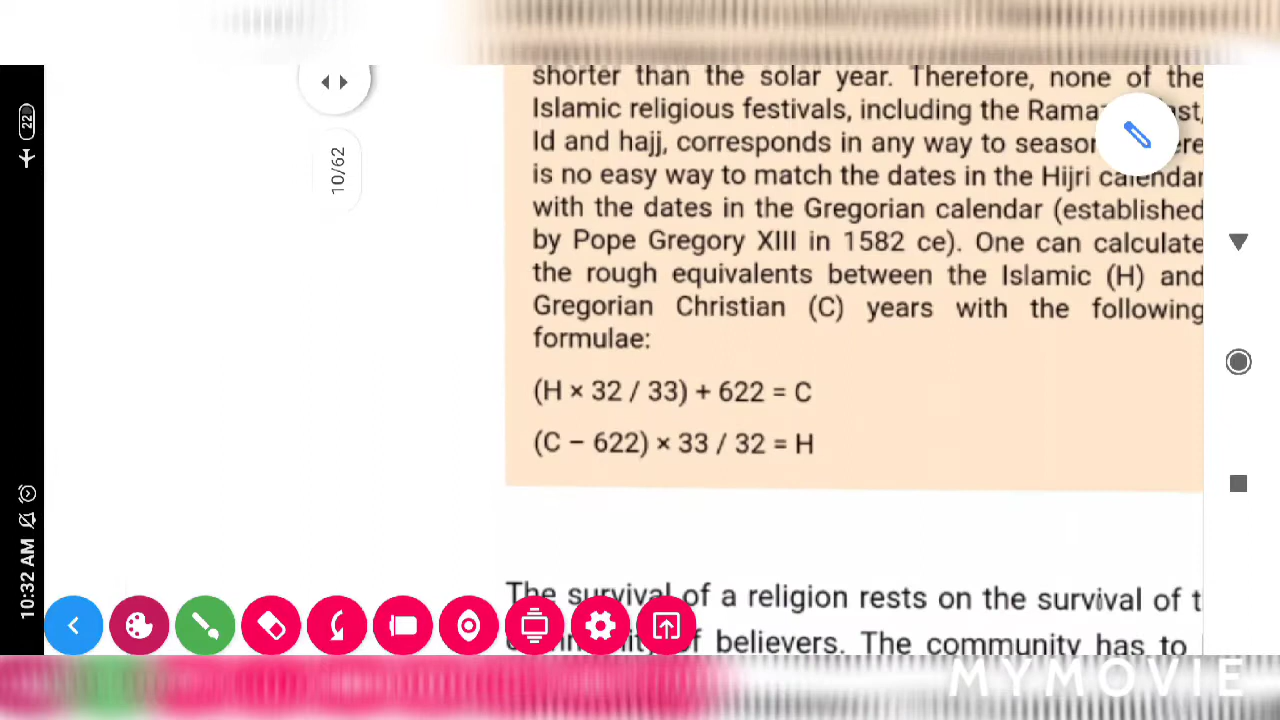 shorter than the solar year. Therefore, none of the
Islamic religious festivals, including the
Id and hajj, corresponds in any way to
is no easy way to match the dates in the Hijri calendar
with the dates in the Gregorian calendar (established
by Pope Gregory XIII in 1582 ce). One can calculate
the rough equivalents between the Islamic (H) and
Gregorian Christian (C) years with the following
formulae:
(H × 32 / 33) + 622 = C
(C − 622) × 33 / 32 = H
The survival of a religion rests on the survival of
believers. The community has to
10/62
22
10:32 AM
MYMOVIE